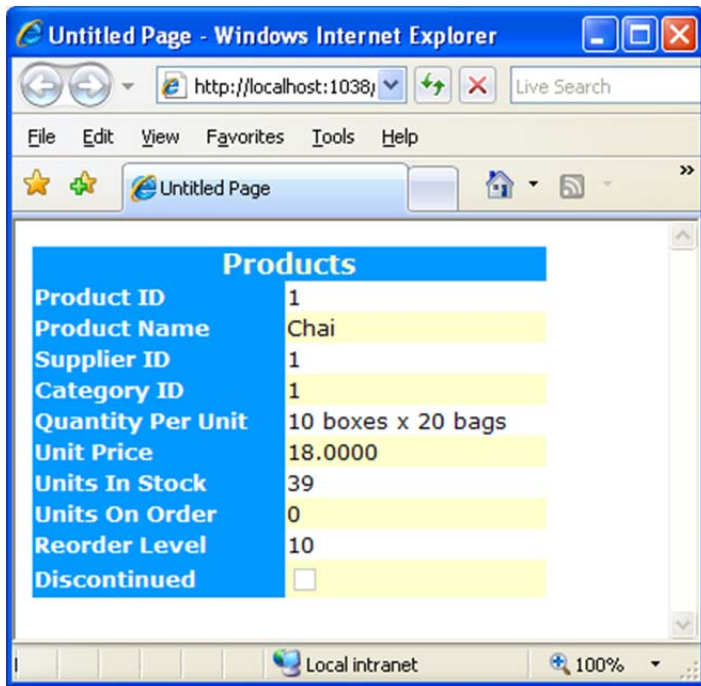 Untitled Page - Windows Internet Explorer
http://localhost:1038/
Live Search
File Edit View Favorites Tools Help
Untitled Page
Products
Product ID 1
Product Name Chai
Supplier ID 1
Category ID 1
Quantity Per Unit 10 boxes x 20 bags
Unit Price 18.0000
Units In Stock 39
Units On Order 0
Reorder Level 10
Discontinued
Local intranet 100%